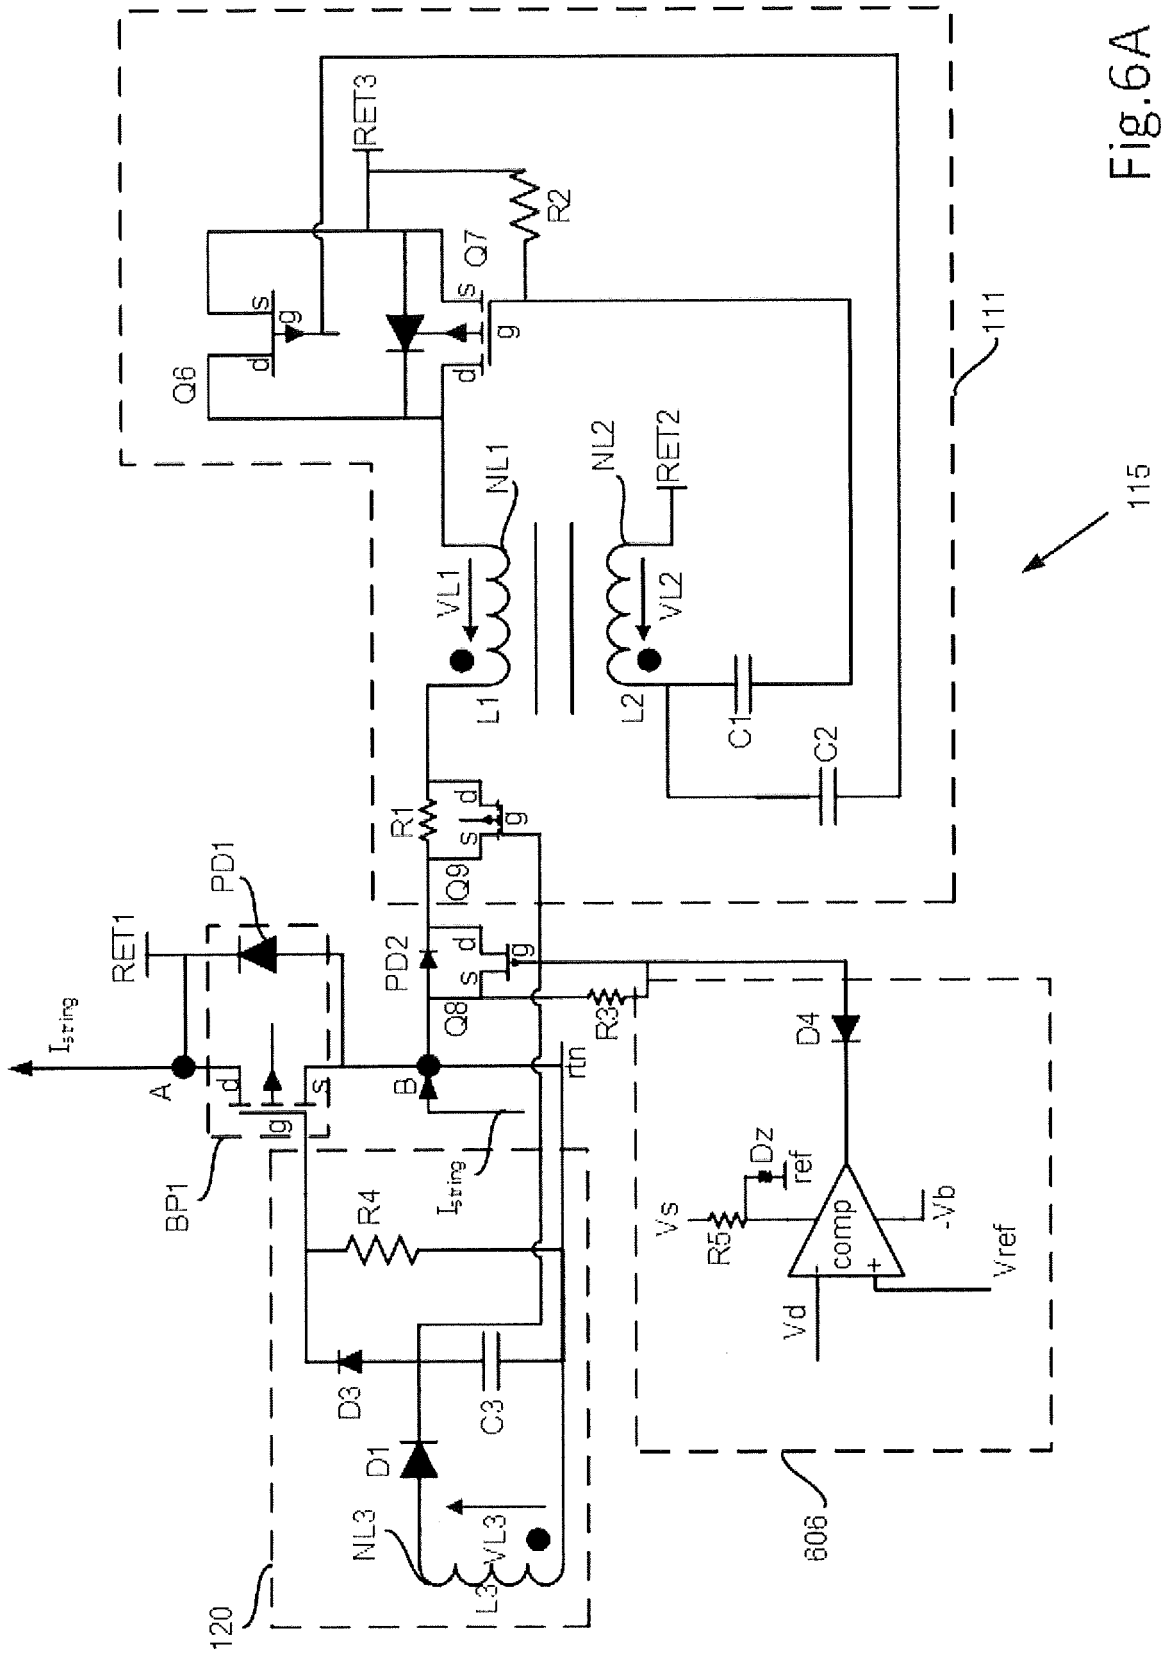 Fig.6A
115
111
RET3
Q6
d
s
g
Q7
d
s
g
R2
NL1
VL1
L1
NL2
RET2
VL2
L2
C1
C2
R1
d
s
g
Q9
PD1
RET1
Istring
A
BP1
d
g
s
PD2
d
s
g
Q8
B
rtn
Istring
R3
D4
120
R4
D3
C3
D1
NL3
VL3
L3
Vs
R5
Dz
ref
comp
-
+
-Vb
Vd
Vref
606